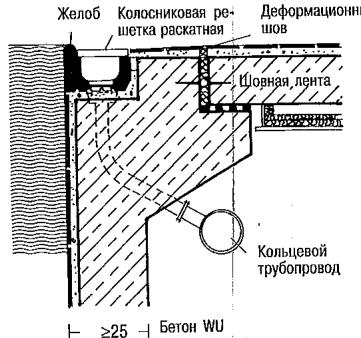 Желоб
Колосниковая ре-
шетка раскатная
Деформационн
шов
Шовная лента
Кольцевой
трубопровод
≥25
Бетон WU